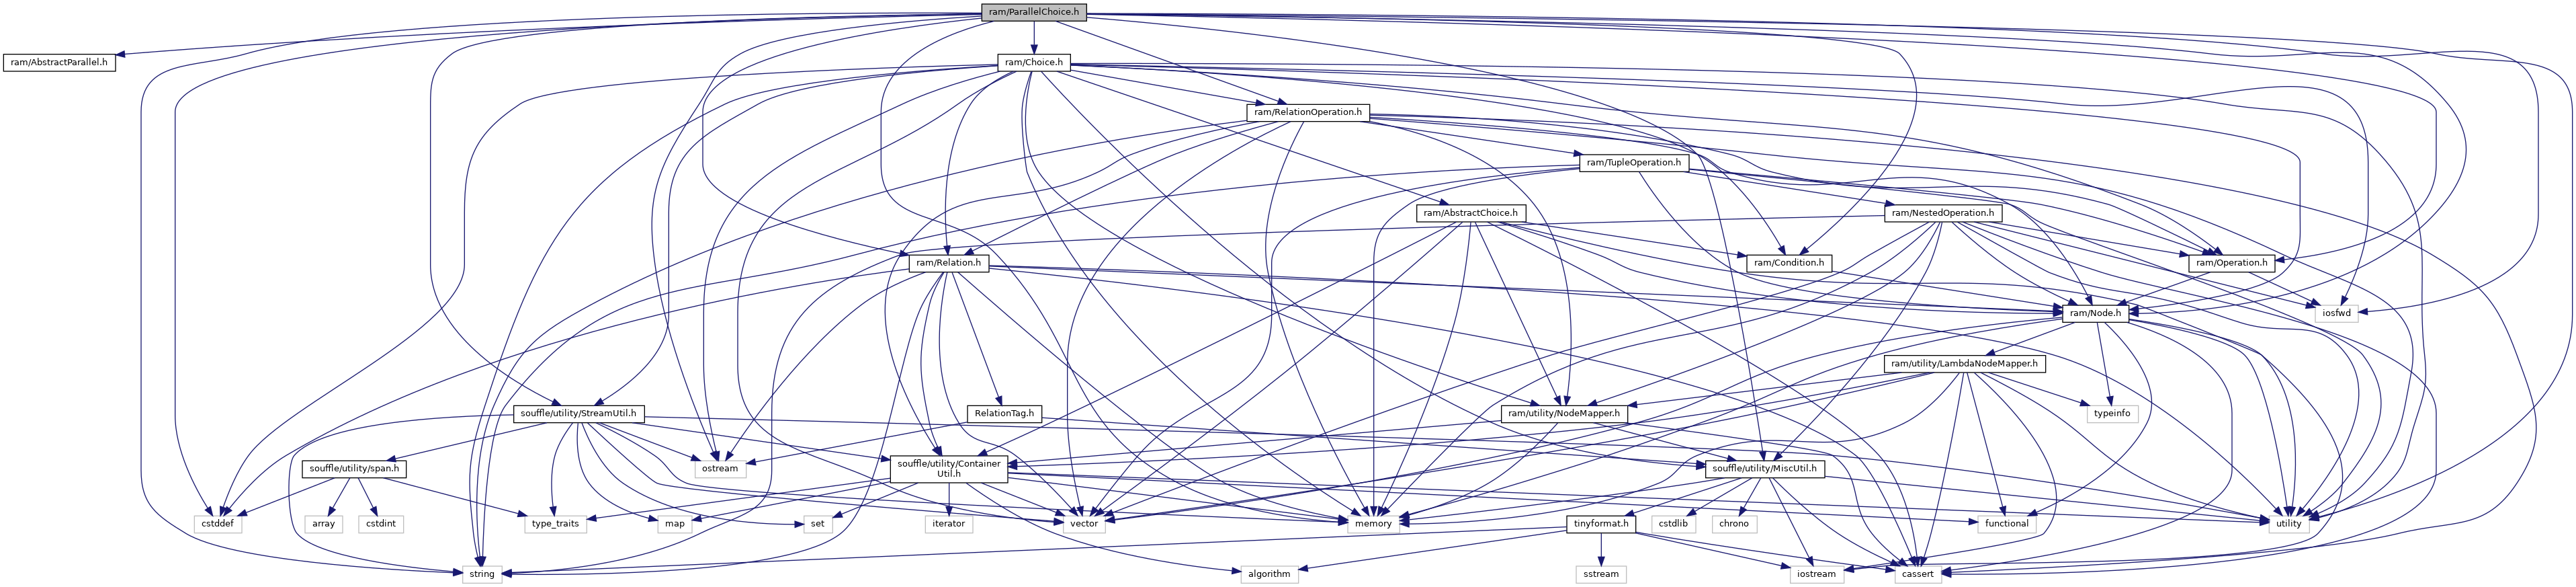 ram/ParallelChoice.h
ram/AbstractParallel.h
ram/Choice.h
ram/RelationOperation.h
ram/TupleOperation.h
ram/AbstractChoice.h
ram/NestedOperation.h
ram/Relation.h
ram/Condition.h
ram/Operation.h
ram/Node.h
iosfwd
ram/utility/LambdaNodeMapper.h
souffle/utility/StreamUtil.h
RelationTag.h
ram/utility/NodeMapper.h
typeinfo
souffle/utility/span.h
ostream
souffle/utility/Container
Util.h
souffle/utility/MiscUtil.h
cstddef
array
cstdint
type_traits
map
set
iterator
vector
memory
tinyformat.h
cstdlib
chrono
functional
utility
string
algorithm
sstream
iostream
cassert